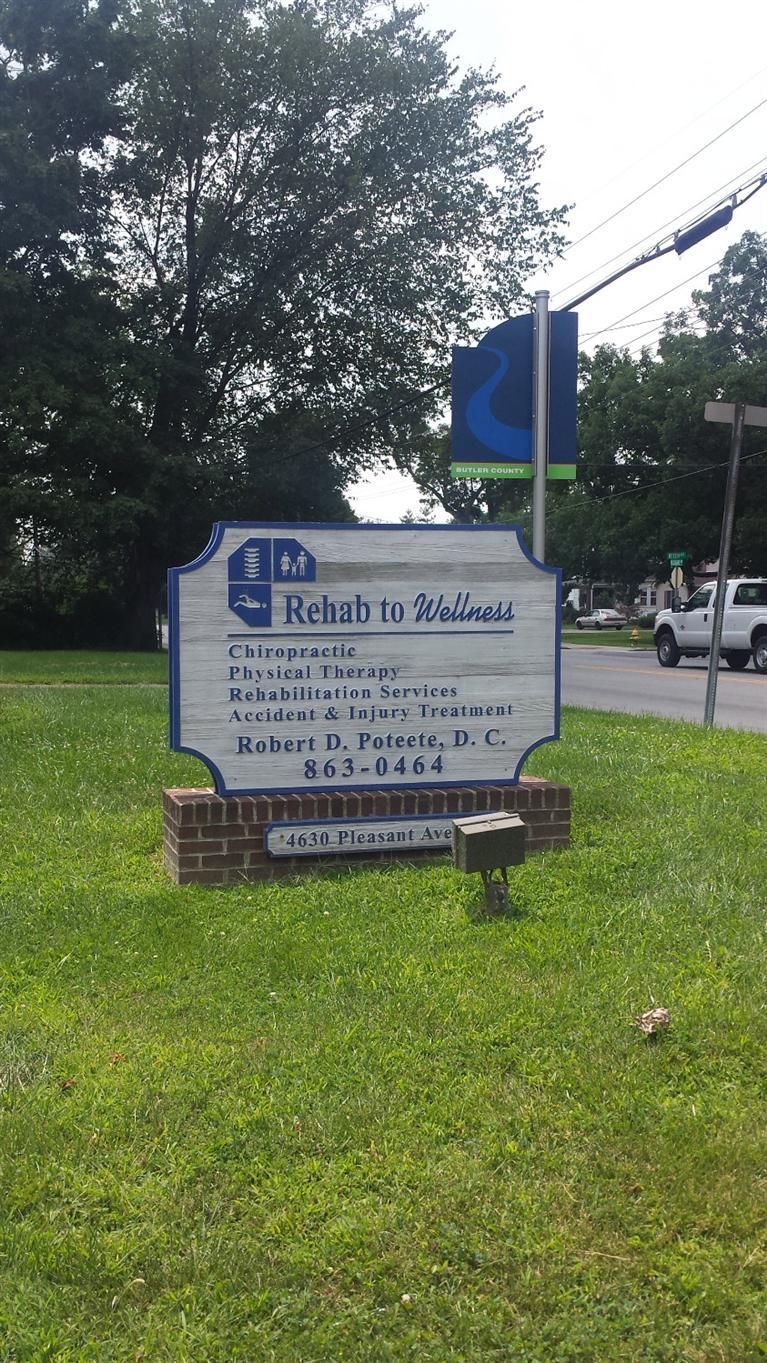 BUTLER COUNTY
Rehab to Wellness
Chiropractic
Physical Therapy
Rehabilitation Services
Accident & Injury Treatment
Robert D. Poteete, D. C.
863-0464
4630 Pleasant Ave